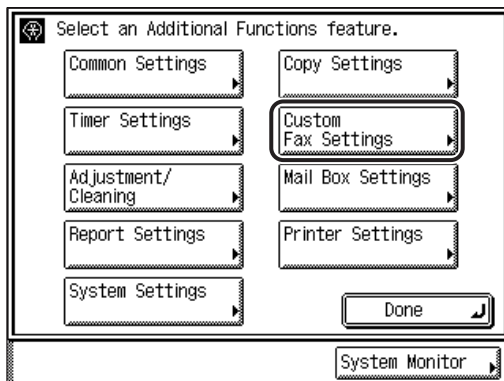 Select an Additional Functions feature.
Common Settings
Copy Settings
Timer Settings
Custom
Fax Settings
Adjustment/
Cleaning
Mail Box Settings
Report Settings
Printer Settings
System Settings
Done
System Monitor